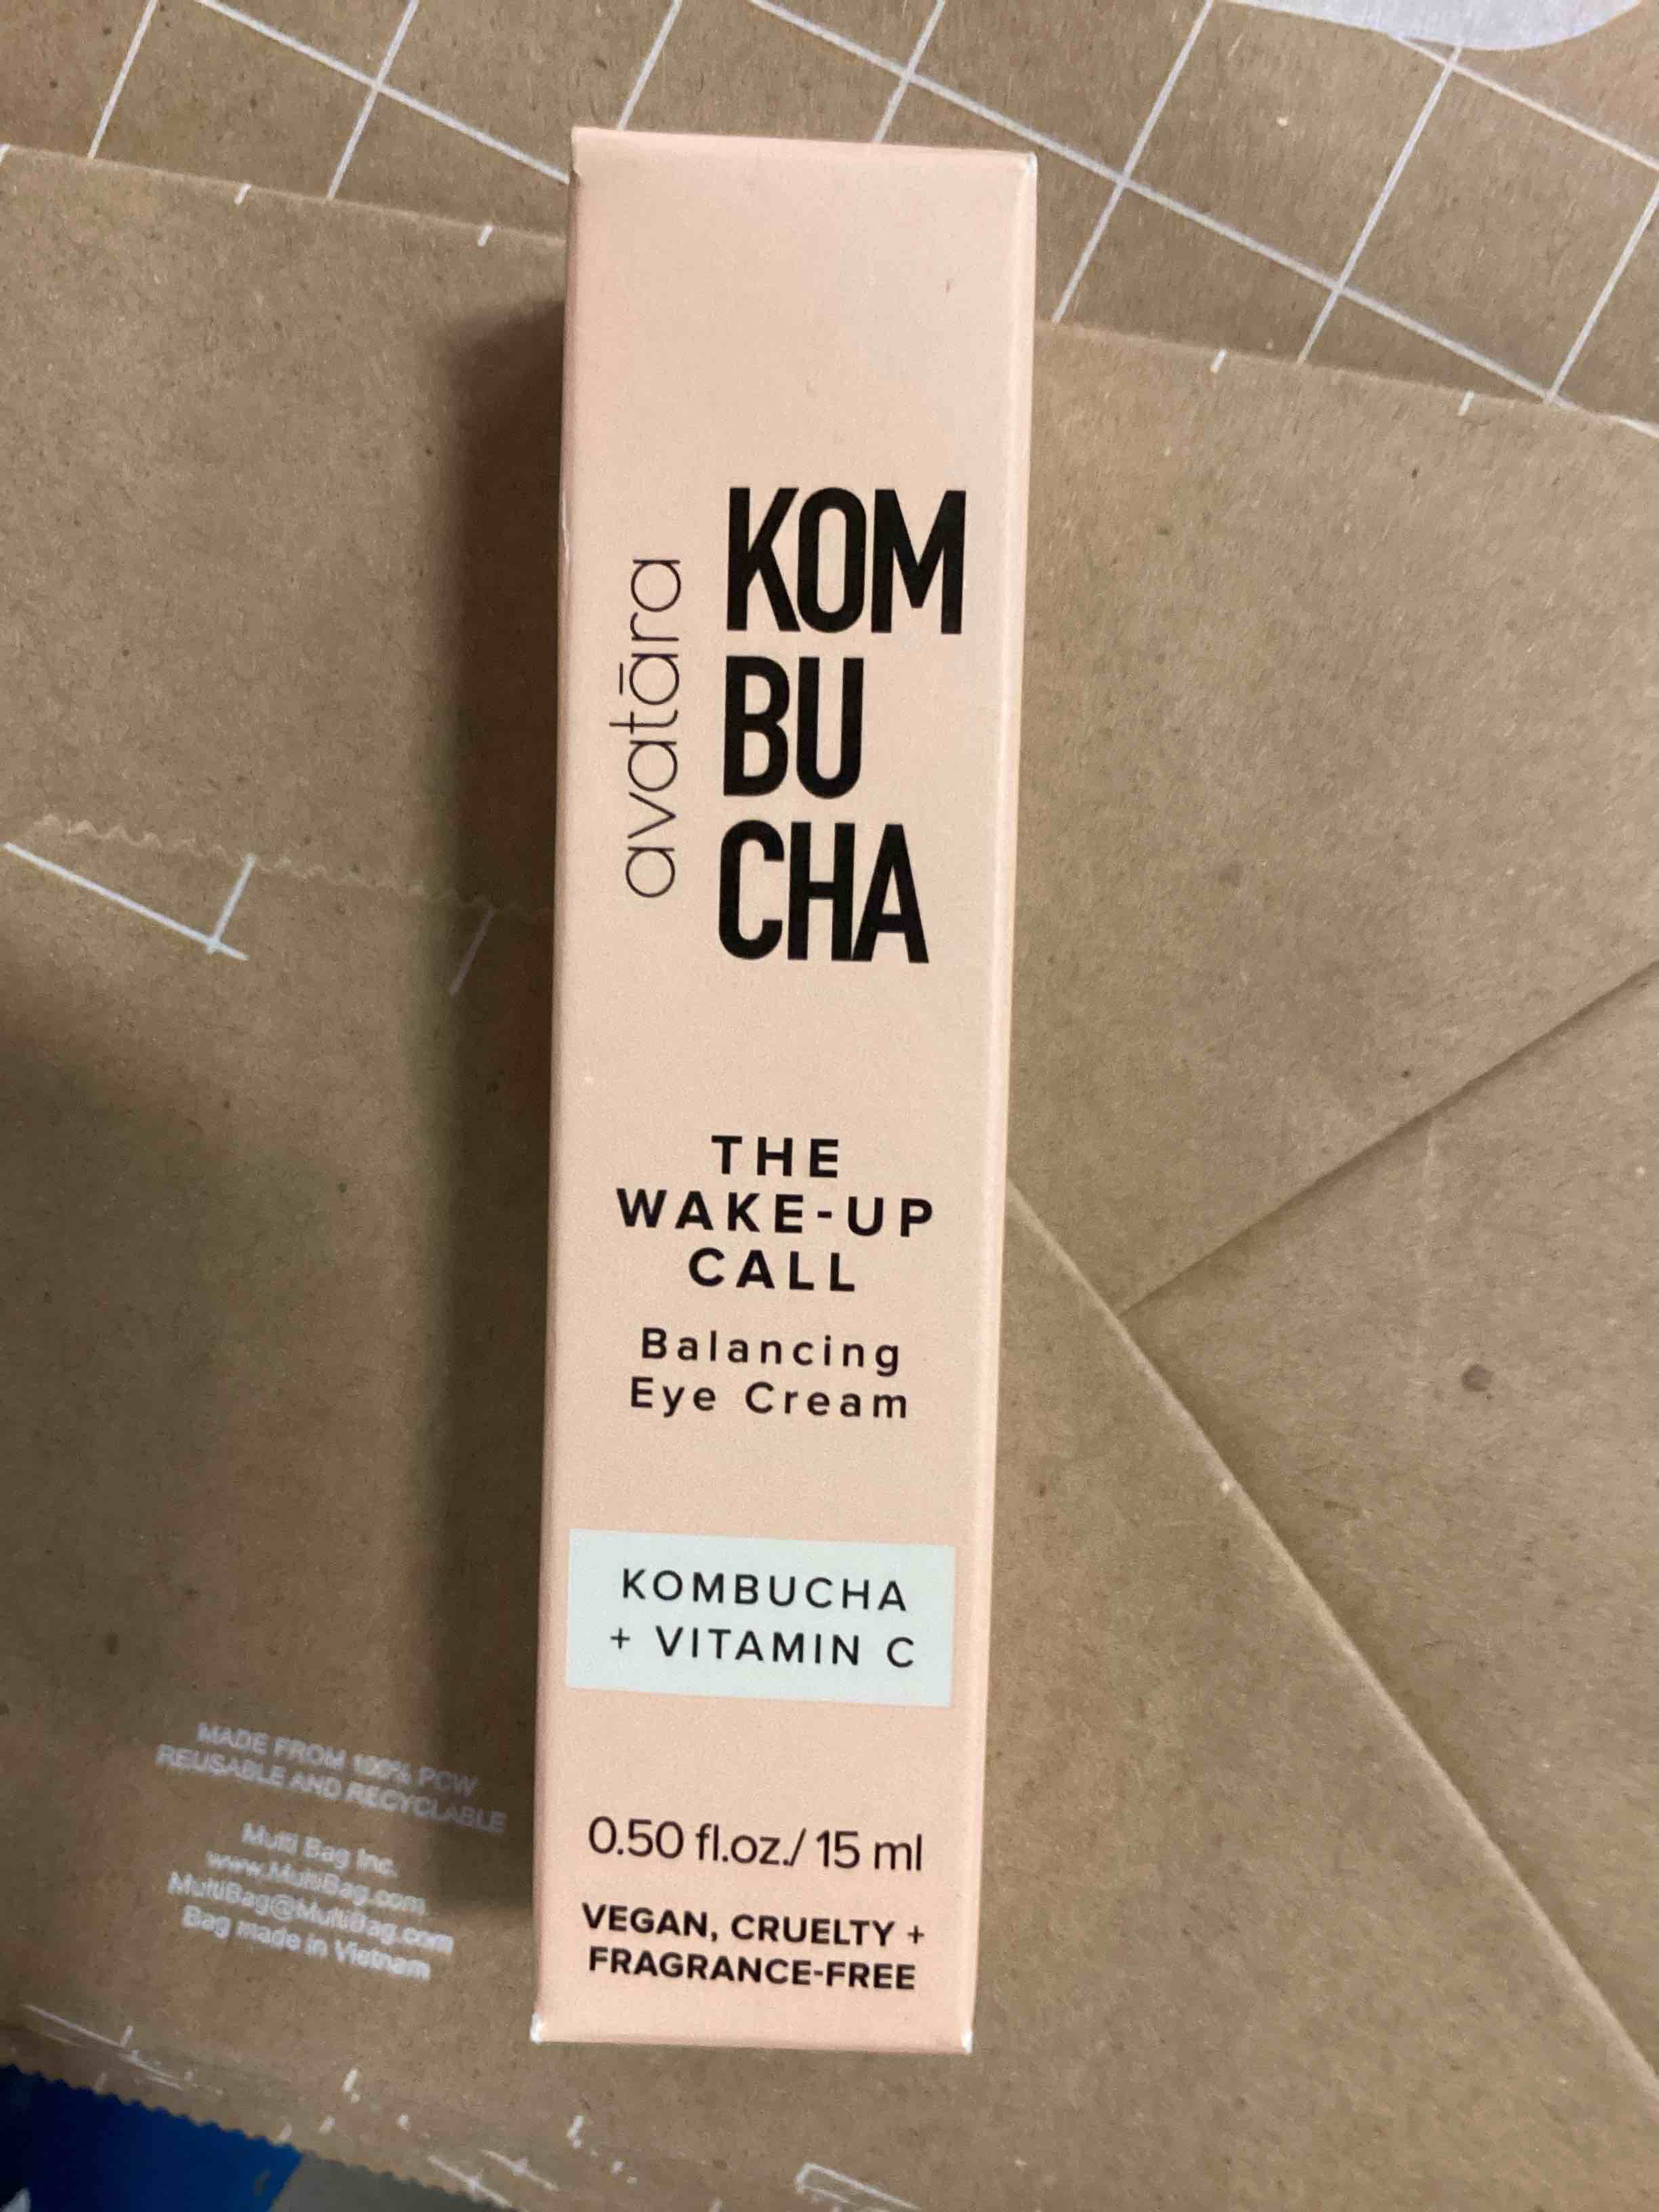 avatāra
KOM
BU
CHA
THE
WAKE-UP
CALL
Balancing
Eye Cream
KOMBUCHA
+ VITAMIN C
0.50 fl.oz./ 15 ml
VEGAN, CRUELTY +
FRAGRANCE-FREE
MADE FROM 100% PCW
REUSABLE AND RECYCLABLE
Multi Bag Inc.
www.MultiBag.com
MultiBag@MultiBag.com
Bag made in Vietnam